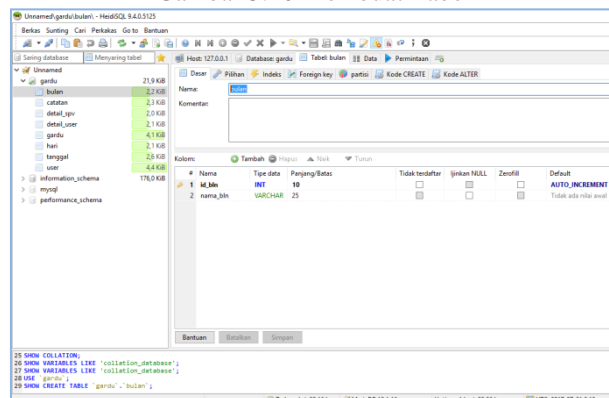 Unnamed\gardu\bulan\ - HeidiSQL 9.4.0.5125
Berkas Sunting Cari Perkakas Go to Bantuan
Saring database Menyaring tabel
Host: 127.0.0.1 Database: gardu Tabel: bulan Data Permintaan
Unnamed
gardu 21,9 KiB
bulan 2,2 KiB
catatan 2,3 KiB
detail_spv 2,0 KiB
detail_user 2,1 KiB
gardu 4,1 KiB
hari 2,1 KiB
tanggal 2,8 KiB
user 4,4 KiB
information_schema 176,0 KiB
mysql
performance_schema
Dasar Pilihan Indeks Foreign key partisi Kode CREATE Kode ALTER
Nama: bulan
Komentar:
Kolom: Tambah Hapus Naik Turun
# Nama Tipe data Panjang/Batas Tidak terdaftar Ijinkan NULL Zerofill Default
1 id_bln INT 10 AUTO_INCREMENT
2 nama_bln VARCHAR 25 Tidak ada nilai awal
Bantuan Batalkan Simpan
25 SHOW COLLATION;
26 SHOW VARIABLES LIKE 'collation_database';
27 SHOW VARIABLES LIKE 'collation_database';
28 USE `gardu`;
29 SHOW CREATE TABLE `gardu`.`bulan`;